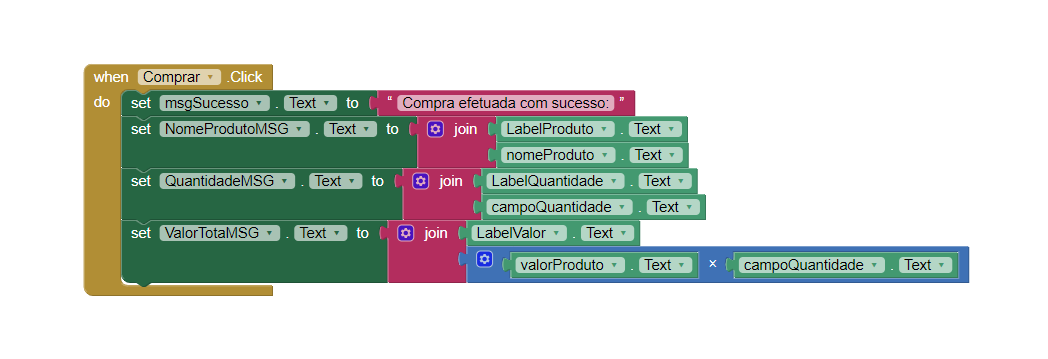 when Comprar .Click
do set msgSucesso . Text to “ Compra efetuada com sucesso: ”
set NomeProdutoMSG . Text to join LabelProduto . Text
nomeProduto . Text
set QuantidadeMSG . Text to join LabelQuantidade . Text
campoQuantidade . Text
set ValorTotaMSG . Text to join LabelValor . Text
valorProduto . Text × campoQuantidade . Text